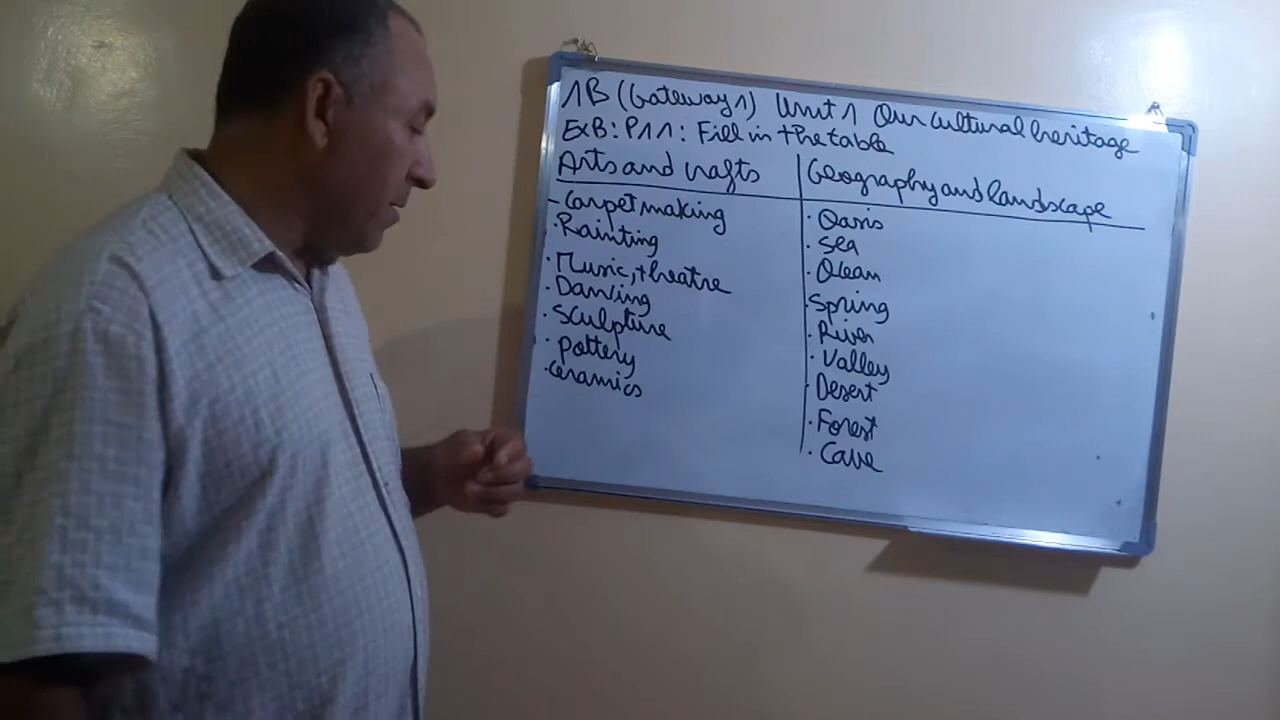 1B (Gateway 1) Unit 1 Our cultural heritage
EXB: P11: Fill in the table
Arts and crafts
- Carpet making
· Painting
· Music, theatre
· Dancing
· Sculpture
· Pottery
· ceramics
Geography and landscape
· Oasis
· Sea
· Ocean
· Spring
· River
· Valley
· Desert
· Forest
· Cave